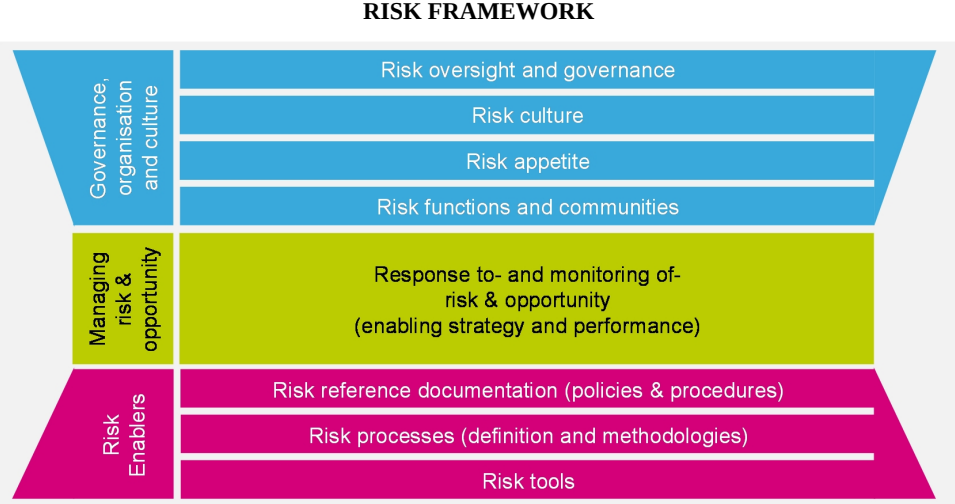 RISK FRAMEWORK
Governance,
organisation
and culture
Risk oversight and governance
Risk culture
Risk appetite
Risk functions and communities
Managing
risk &
opportunity
Response to- and monitoring of-
risk & opportunity
(enabling strategy and performance)
Risk
Enablers
Risk reference documentation (policies & procedures)
Risk processes (definition and methodologies)
Risk tools